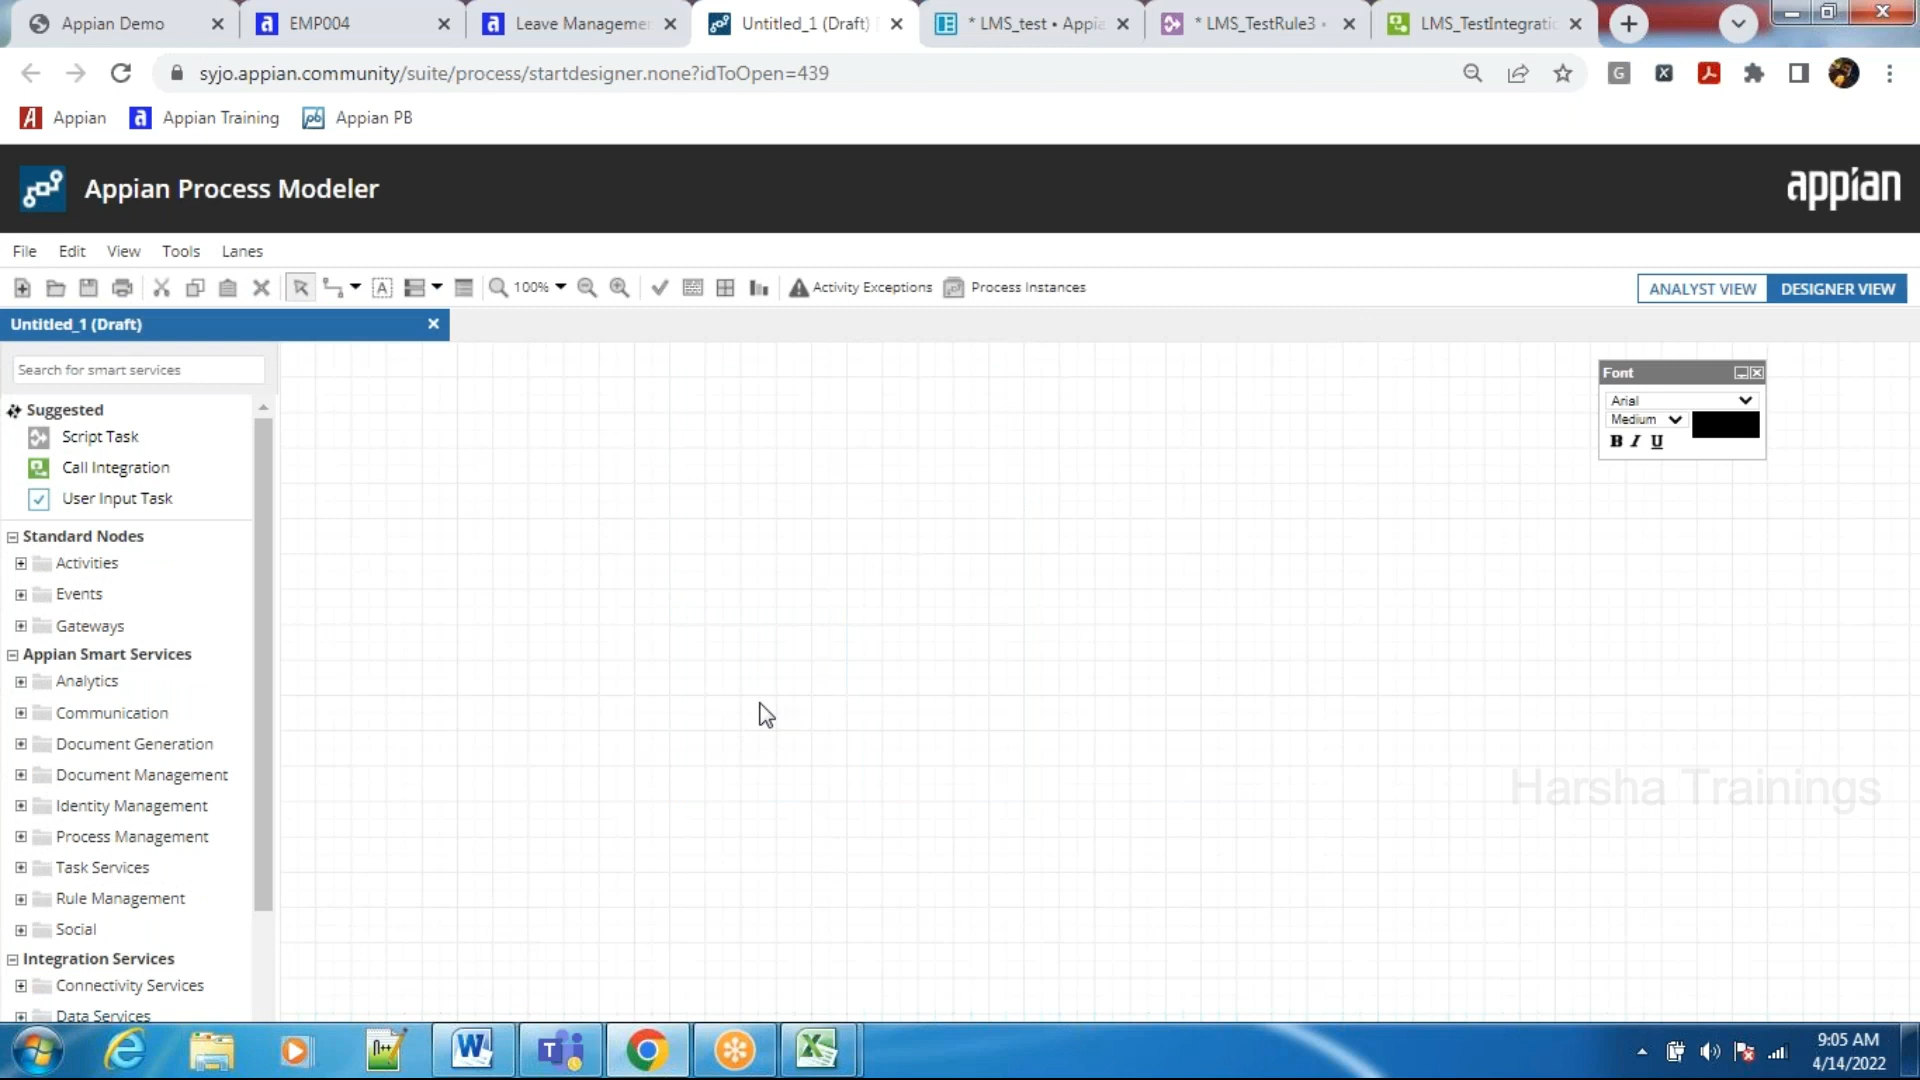 Appian Demo
EMP004
Leave Managemen
Untitled_1 (Draft)
* LMS_test • Appia
* LMS_TestRule3 •
LMS_TestIntegratio
syjo.appian.community/suite/process/startdesigner.none?idToOpen=439
Appian
Appian Training
Appian PB
Appian Process Modeler
appian
File Edit View Tools Lanes
100%
Activity Exceptions
Process Instances
ANALYST VIEW
DESIGNER VIEW
Untitled_1 (Draft)
Search for smart services
Suggested
Script Task
Call Integration
User Input Task
Standard Nodes
Activities
Events
Gateways
Appian Smart Services
Analytics
Communication
Document Generation
Document Management
Identity Management
Process Management
Task Services
Rule Management
Social
Integration Services
Connectivity Services
Data Services
Font
Arial
Medium
B I U
Harsha Trainings
9:05 AM
4/14/2022